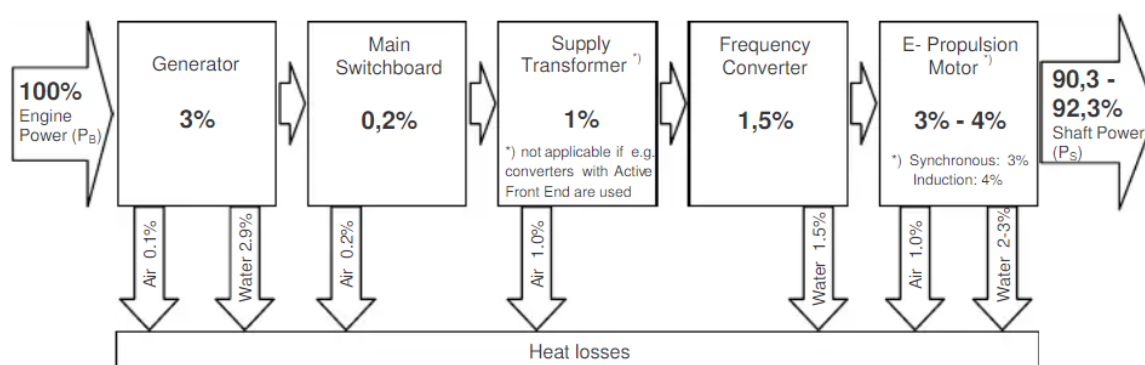 100%
Engine
Power (P_B)
Generator
3%
Main
Switchboard
0,2%
Supply
Transformer *)
1%
*) not applicable if e.g.
converters with Active
Front End are used
Frequency
Converter
1,5%
E- Propulsion
Motor *)
3% - 4%
*) Synchronous: 3%
Induction: 4%
90,3 -
92,3%
Shaft Power
(P_S)
Air 0.1%
Water 2.9%
Air 0.2%
Air 1.0%
Water 1.5%
Air 1.0%
Water 2-3%
Heat losses